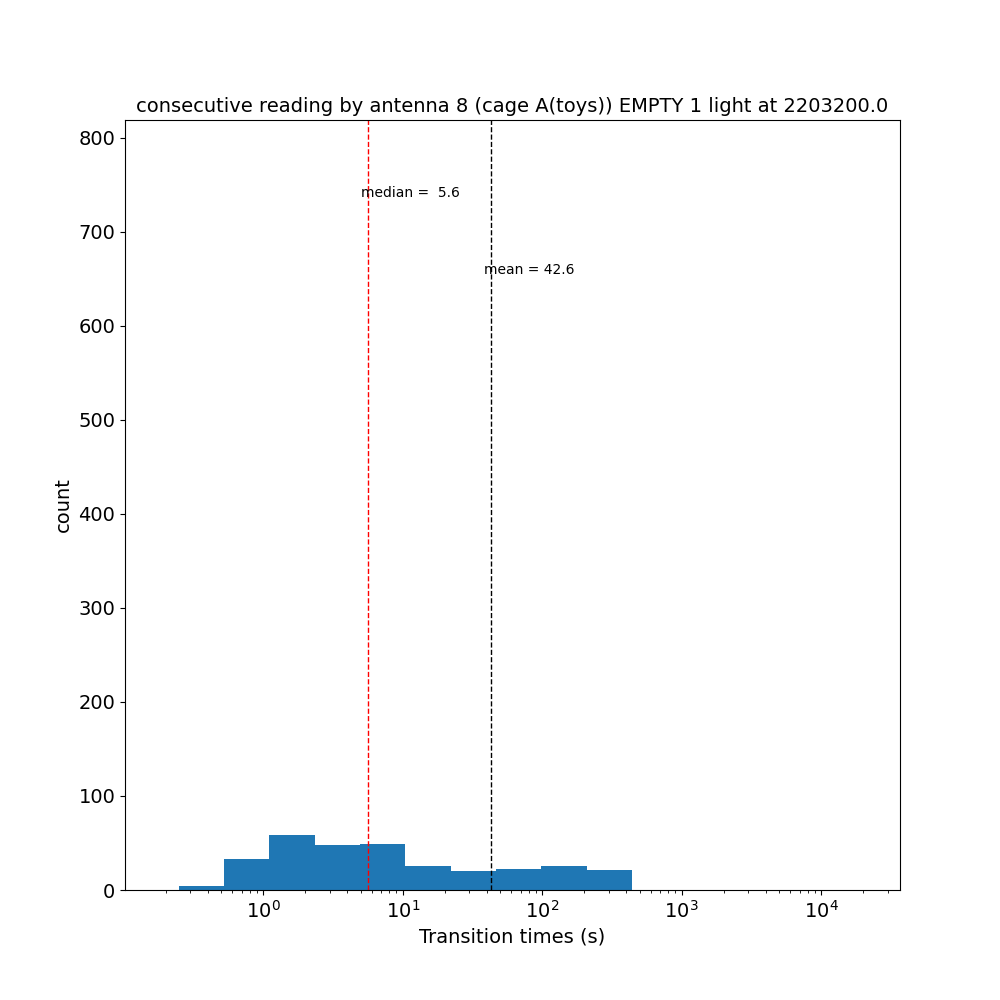 consecutive reading by antenna 8 (cage A(toys)) EMPTY 1 light at 2203200.0
800
median =  5.6
700
mean = 42.6
600
500
400
300
200
100
0
count
10⁰ 10¹ 10² 10³ 10⁴
Transition times (s)